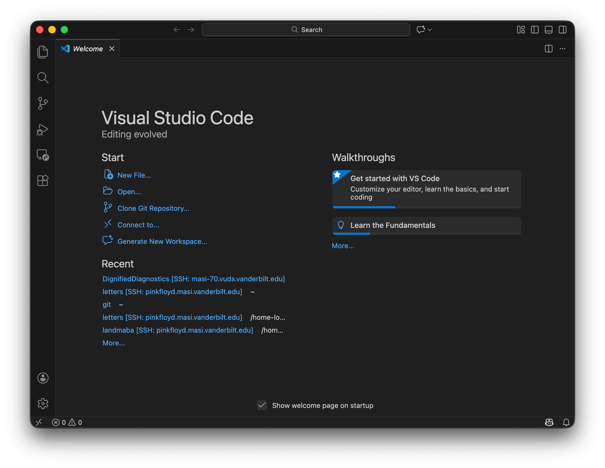 Search
Welcome
Visual Studio Code
Editing evolved
Start
New File...
Open...
Clone Git Repository...
Connect to...
Generate New Workspace...
Recent
DignifiedDiagnostics [SSH: masi-70.vuds.vanderbilt.edu]
letters [SSH: pinkfloyd.masi.vanderbilt.edu] ~
git ~
letters [SSH: pinkfloyd.masi.vanderbilt.edu] /home-lo...
landmaba [SSH: pinkfloyd.masi.vanderbilt.edu] /hom...
More...
Walkthroughs
Get started with VS Code
Customize your editor, learn the basics, and start
coding
Learn the Fundamentals
More...
Show welcome page on startup
0 0